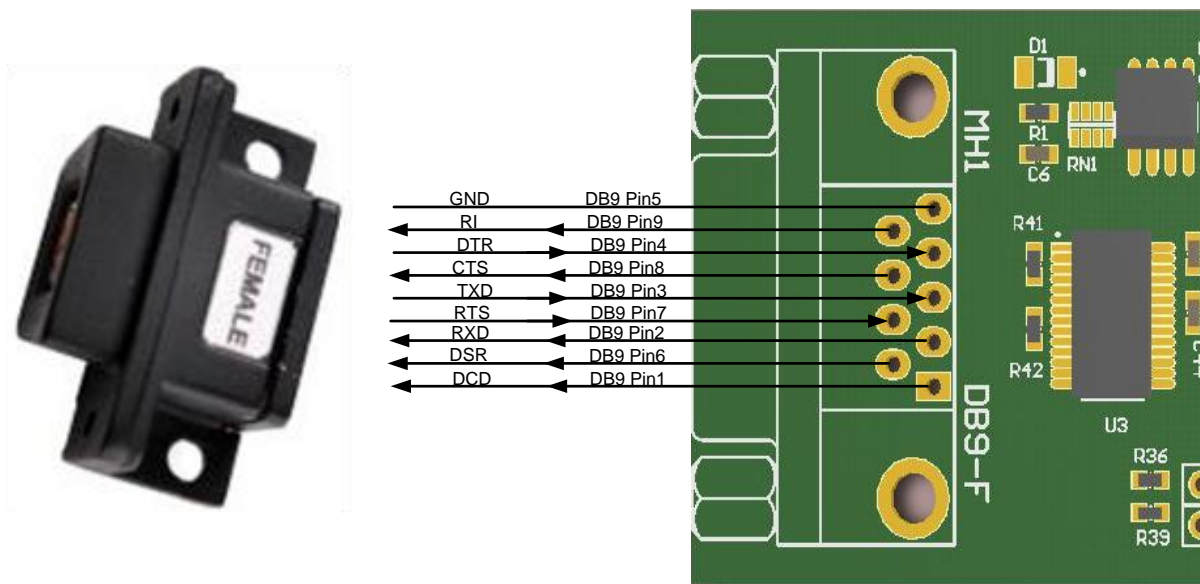 FEMALE
GND DB9 Pin5
RI DB9 Pin9
DTR DB9 Pin4
CTS DB9 Pin8
TXD DB9 Pin3
RTS DB9 Pin7
RXD DB9 Pin2
DSR DB9 Pin6
DCD DB9 Pin1
MH1
DB9-F
D1
R1
C6
RN1
R41
R42
U3
R36
R39